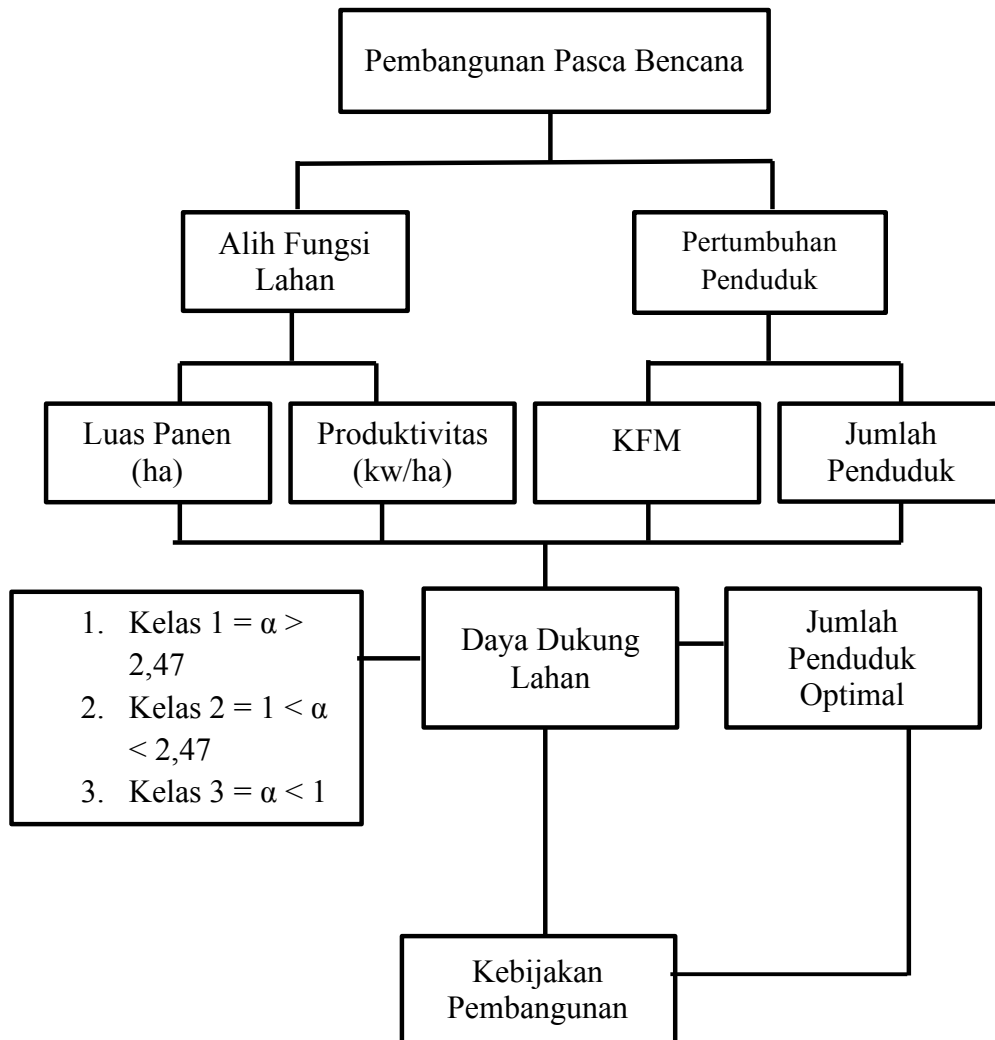 Pembangunan Pasca Bencana
Alih Fungsi
Lahan
Pertumbuhan
Penduduk
Luas Panen
(ha)
Produktivitas
(kw/ha)
KFM
Jumlah
Penduduk
1. Kelas 1 = α >
2,47
2. Kelas 2 = 1 < α
< 2,47
3. Kelas 3 = α < 1
Daya Dukung
Lahan
Jumlah
Penduduk
Optimal
Kebijakan
Pembangunan